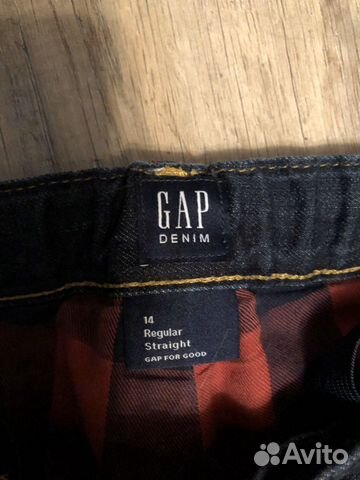 GAP
DENIM
14
Regular
Straight
GAP FOR GOOD
Avito